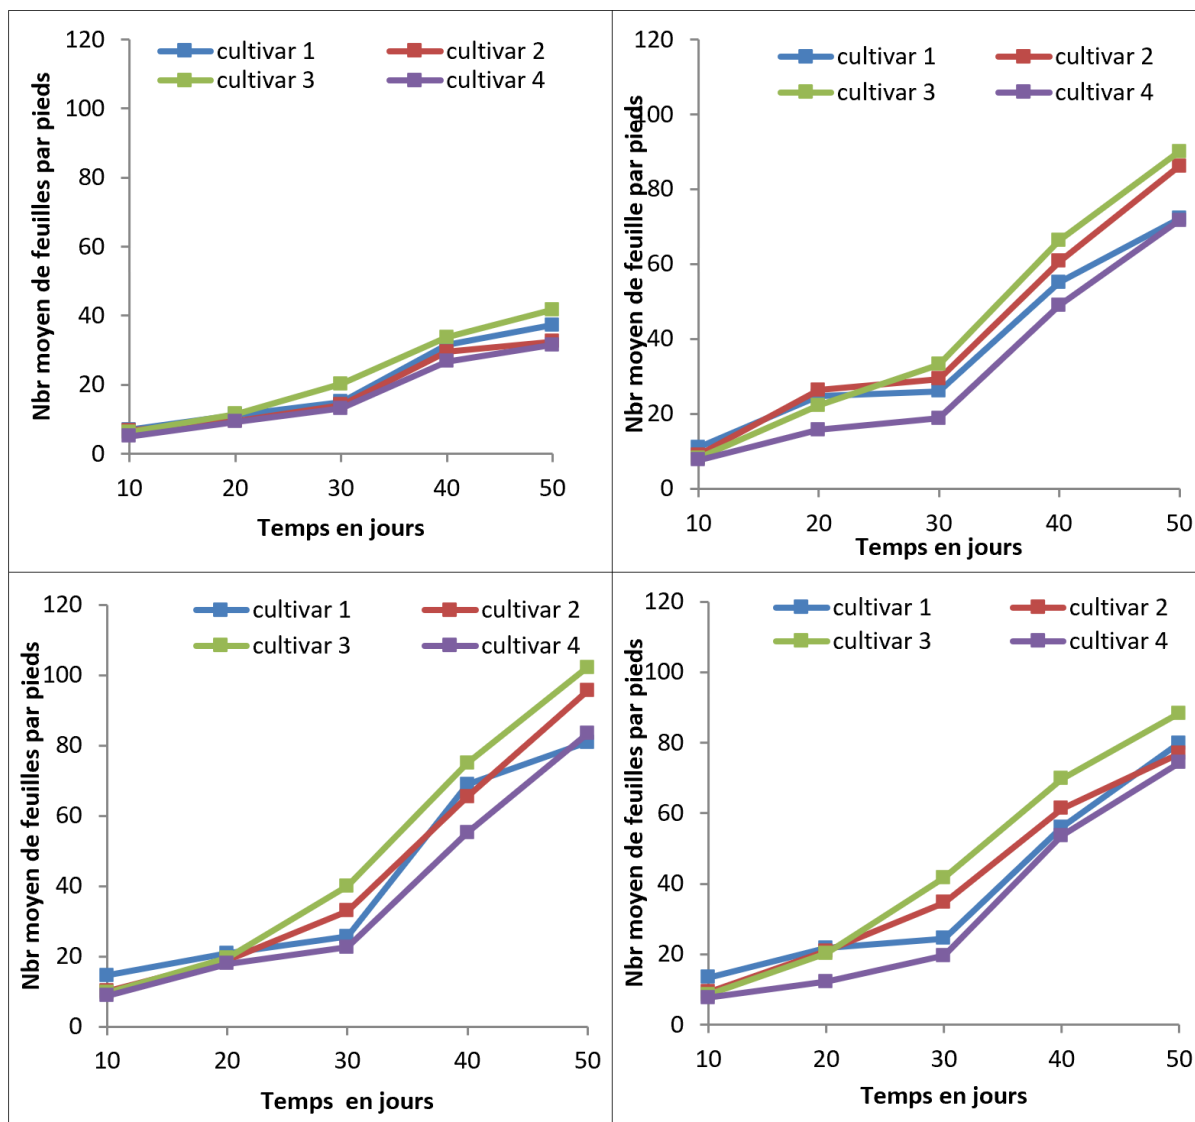 Nbr moyen de feuilles par pieds
cultivar 1 cultivar 2
cultivar 3 cultivar 4
120
100
80
60
40
20
0
10 20 30 40 50
Temps en jours
Nbr moyen de feuille par pieds
cultivar 1 cultivar 2
cultivar 3 cultivar 4
120
100
80
60
40
20
0
10 20 30 40 50
Temps en jours
Nbr moyen de feuilles par pieds
cultivar 1 cultivar 2
cultivar 3 cultivar 4
120
100
80
60
40
20
0
10 20 30 40 50
Temps en jours
Nbr moyen de feuilles par pieds
cultivar 1 cultivar 2
cultivar 3 cultivar 4
120
100
80
60
40
20
0
10 20 30 40 50
Temps en jours